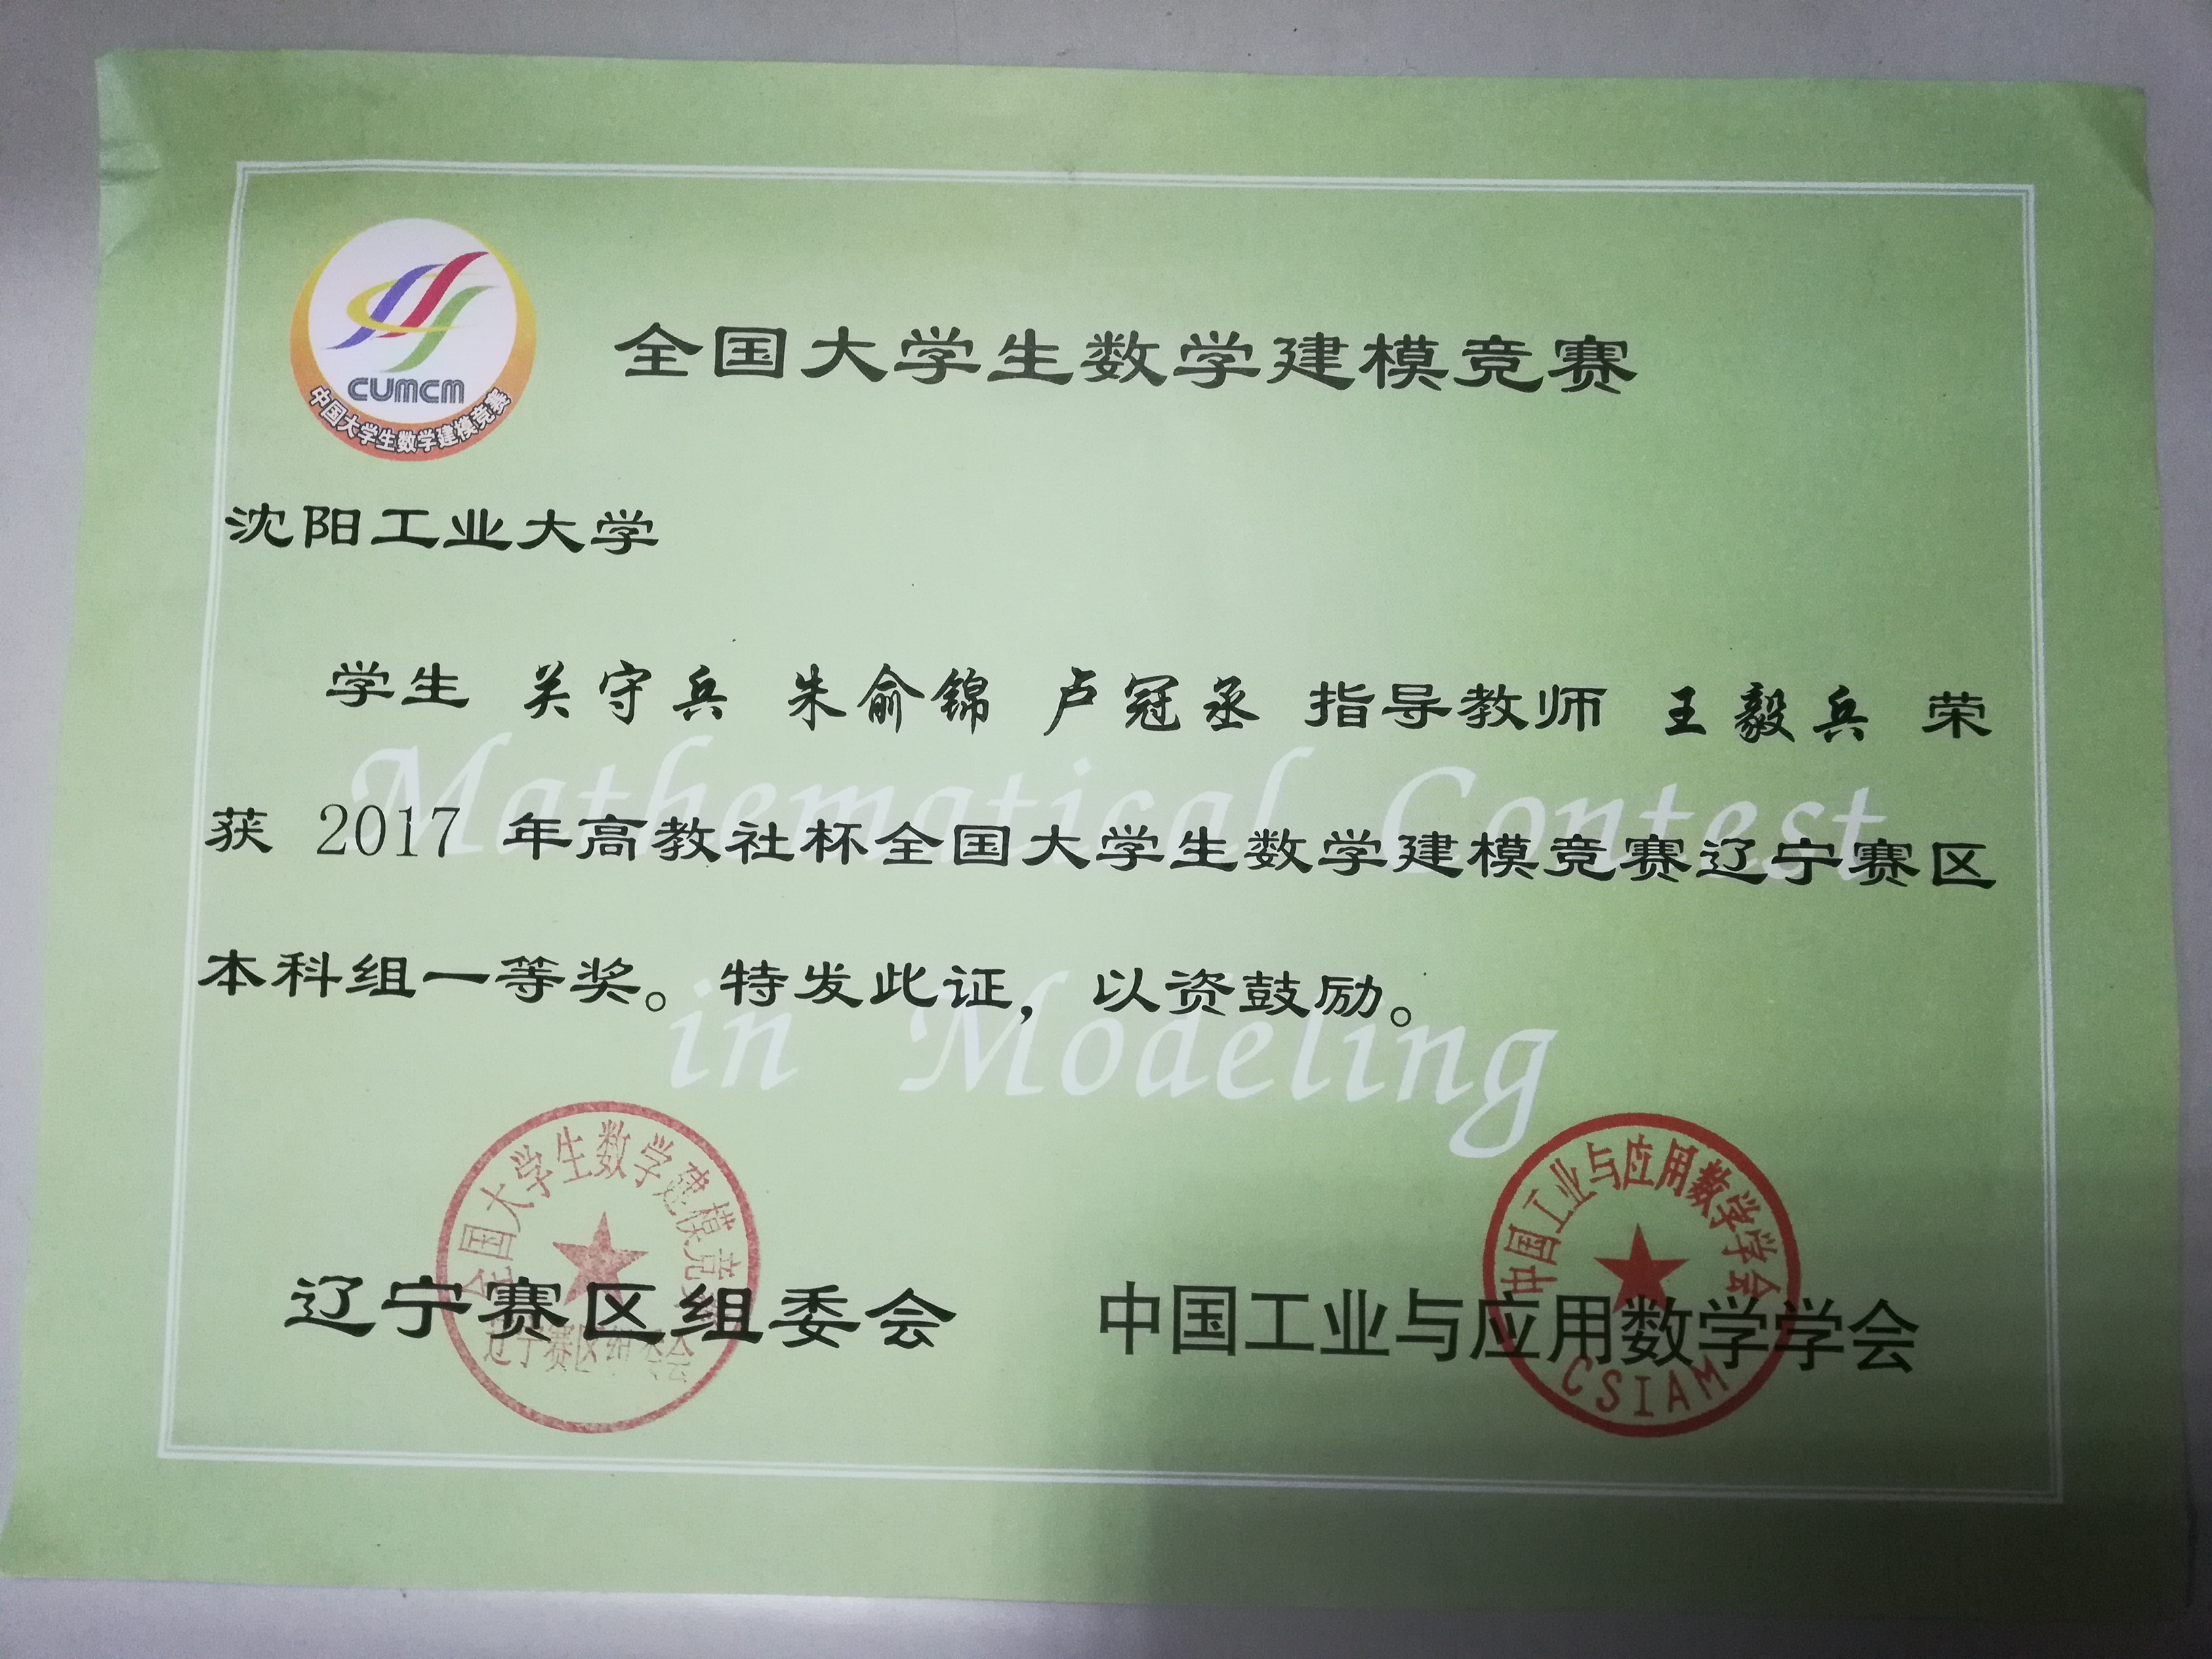 CUMCM
中国大学生数学建模竞赛
全国大学生数学建模竞赛
沈阳工业大学
学生 关守兵 朱俞锦 卢冠丞 指导教师 王毅兵 荣
获 2017 年高教社杯全国大学生数学建模竞赛辽宁赛区
本科组一等奖。特发此证，以资鼓励。
Mathematical Contest
in Modeling
全国大学生数学建模竞
辽宁赛区组委会
辽宁赛区组委会
中国工业与应用数学学会
中国工业与应用数学学会
CSIAM